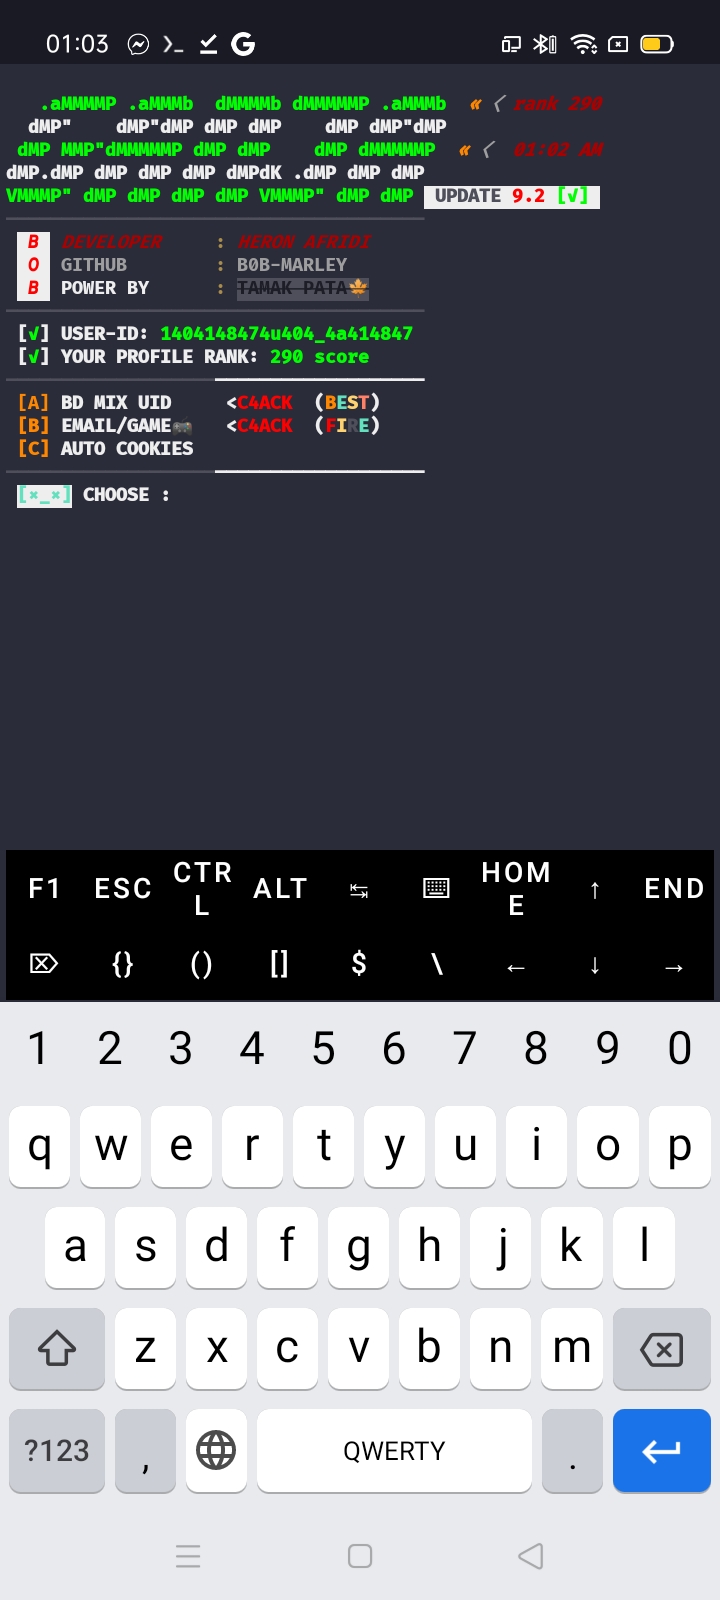 01:03
.aMMMMP .aMMMb dMMMMb dMMMMMP .aMMMb « < rank 290
dMP" dMP"dMP dMP dMP dMP dMP"dMP
dMP MMP"dMMMMMP dMP dMP dMP dMMMMMP « < 01:02 AM
dMP.dMP dMP dMP dMP dMPdK .dMP dMP dMP
VMMMP" dMP dMP dMP dMP VMMMP" dMP dMP UPDATE 9.2 [√]
B DEVELOPER : HERON AFRIDI
O GITHUB : B0B-MARLEY
B POWER BY : TAMAK PATA🍁
[√] USER-ID: 1404148474u404_4a414847
[√] YOUR PROFILE RANK: 290 score
[A] BD MIX UID <C4ACK (BEST)
[B] EMAIL/GAME🎮 <C4ACK (FIRE)
[C] AUTO COOKIES
[×_×] CHOOSE :
F1 ESC CTRL ALT ↹ ⌨ HOME ↑ END
⌦ {} () [] $ \ ← ↓ →
1 2 3 4 5 6 7 8 9 0
q w e r t y u i o p
a s d f g h j k l
z x c v b n m
?123 , QWERTY .